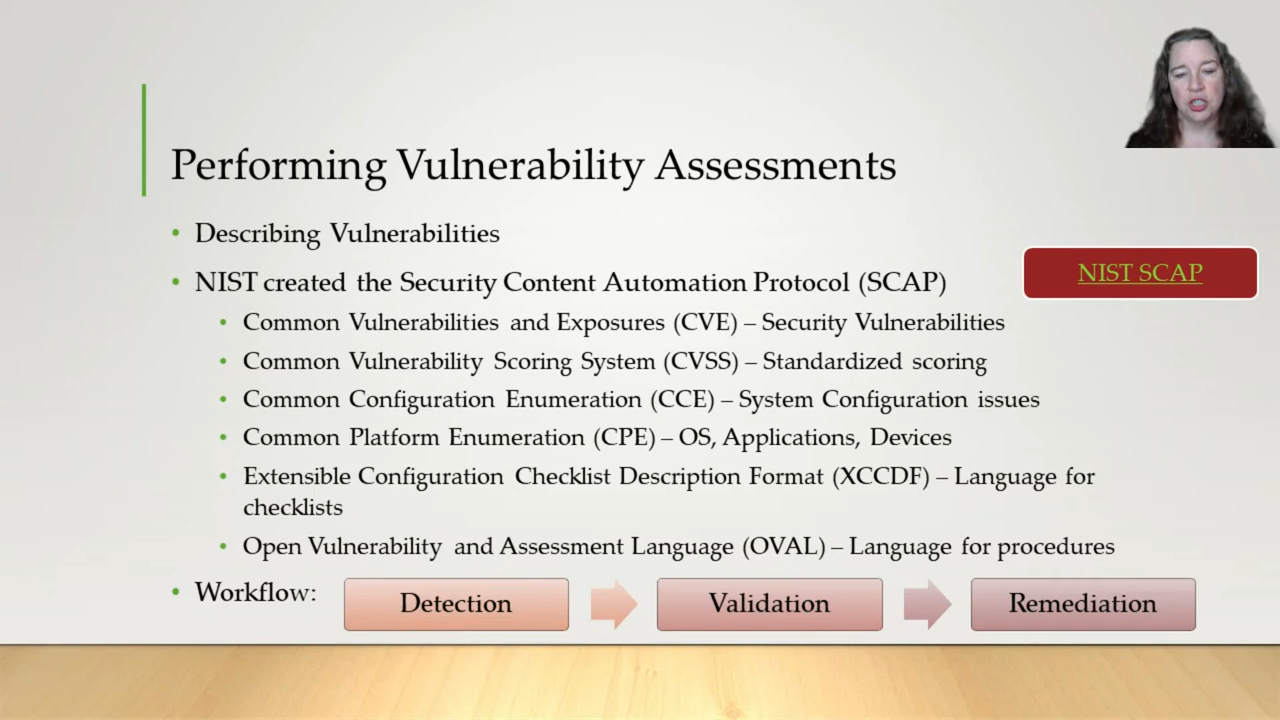 Performing Vulnerability Assessments
• Describing Vulnerabilities
• NIST created the Security Content Automation Protocol (SCAP)
NIST SCAP
• Common Vulnerabilities and Exposures (CVE) – Security Vulnerabilities
• Common Vulnerability Scoring System (CVSS) – Standardized scoring
• Common Configuration Enumeration (CCE) – System Configuration issues
• Common Platform Enumeration (CPE) – OS, Applications, Devices
• Extensible Configuration Checklist Description Format (XCCDF) – Language for
checklists
• Open Vulnerability and Assessment Language (OVAL) – Language for procedures
• Workflow:
Detection
Validation
Remediation